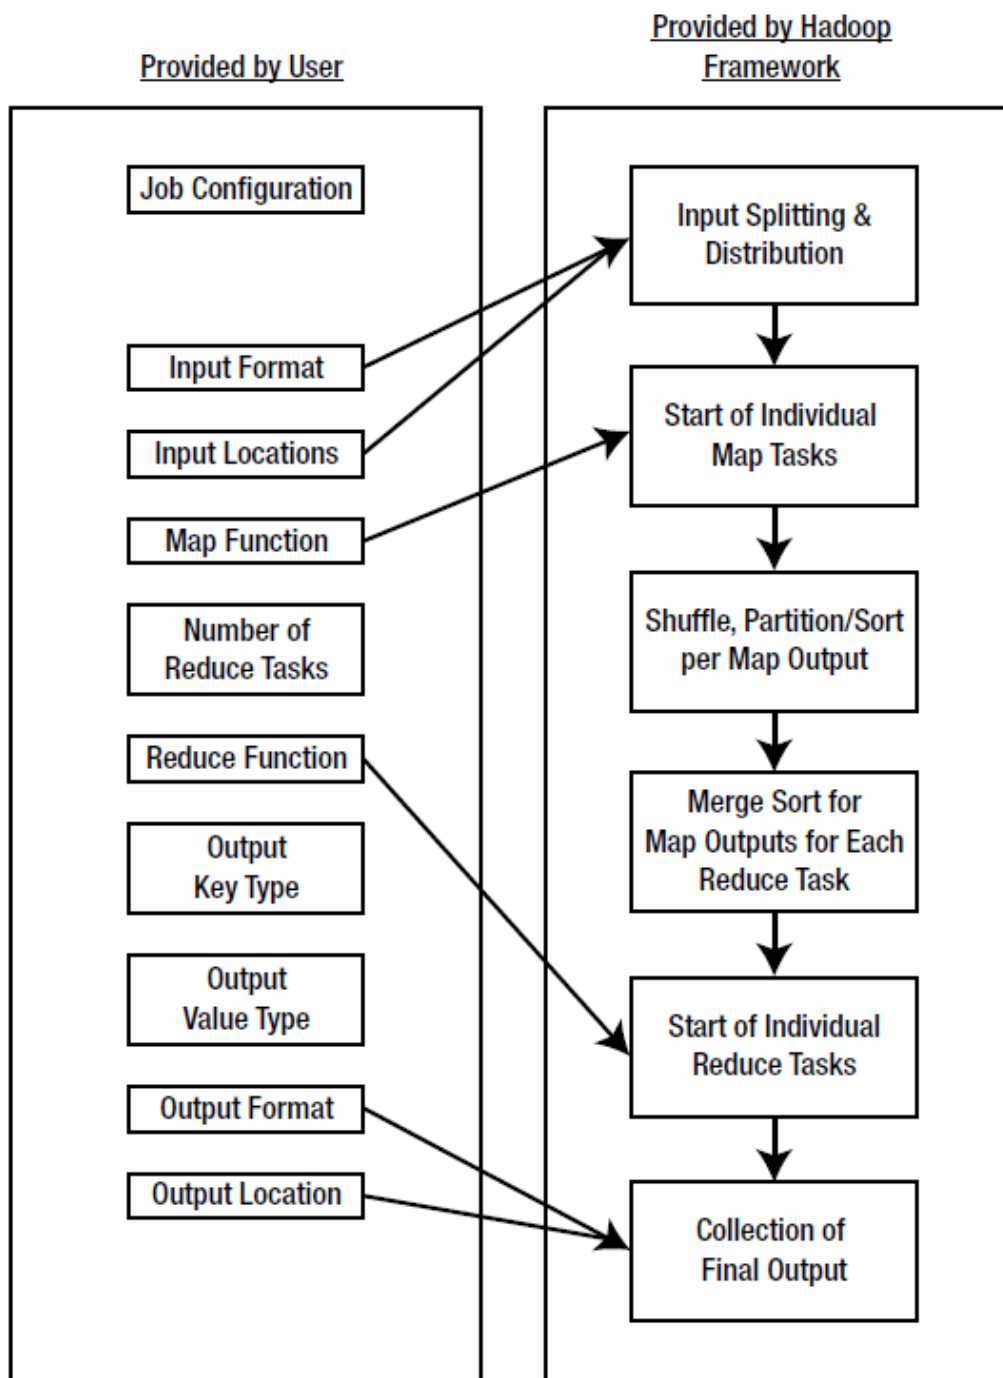 Provided by User
Provided by Hadoop
Framework
Job Configuration
Input Format
Input Locations
Map Function
Number of
Reduce Tasks
Reduce Function
Output
Key Type
Output
Value Type
Output Format
Output Location
Input Splitting &
Distribution
Start of Individual
Map Tasks
Shuffle, Partition/Sort
per Map Output
Merge Sort for
Map Outputs for Each
Reduce Task
Start of Individual
Reduce Tasks
Collection of
Final Output